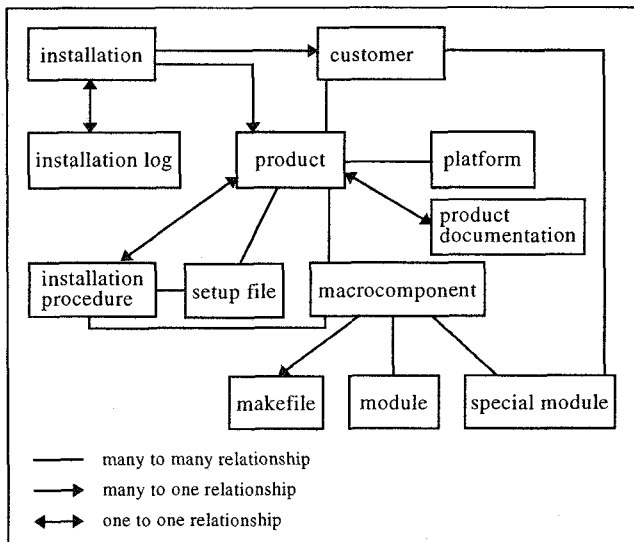 installation
customer
installation log
product
platform
product
documentation
installation
procedure
setup file
macrocomponent
makefile
module
special module
many to many relationship
many to one relationship
one to one relationship